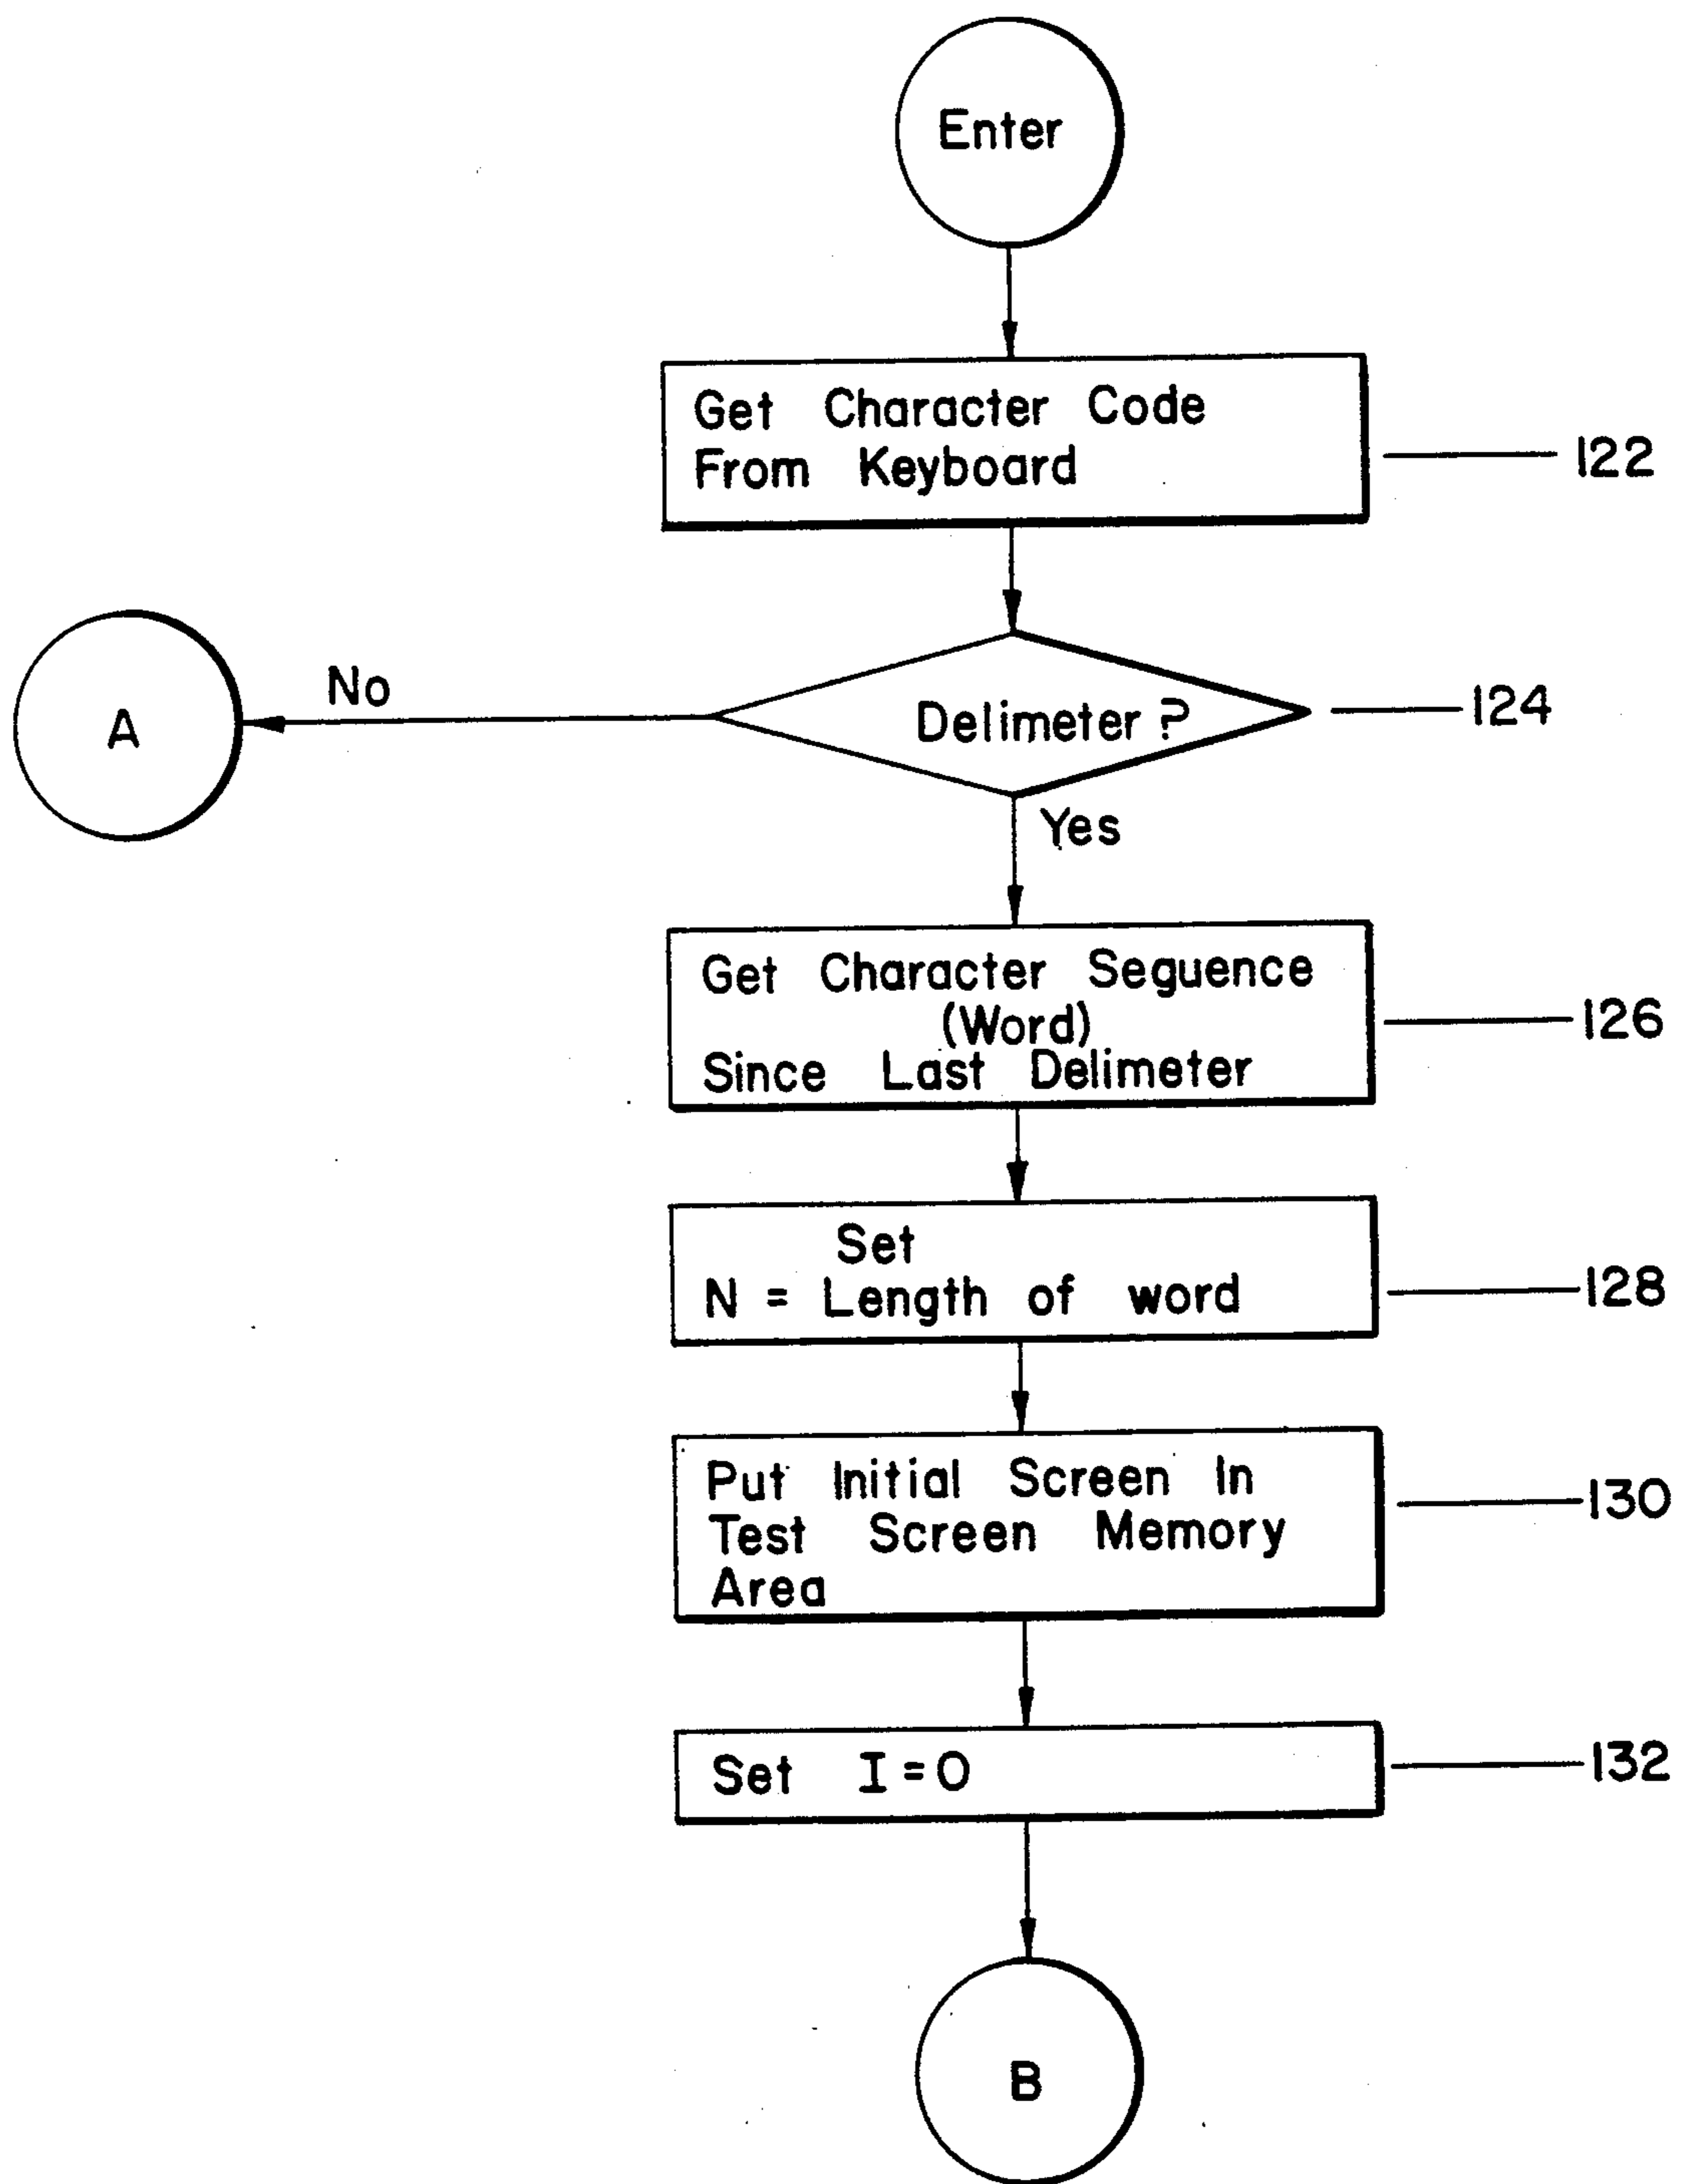 Enter
Get Character Code
From Keyboard
122
No
A
Delimeter?
124
Yes
Get Character Seguence
(Word)
Since Last Delimeter
126
Set
N = Length of word
128
Put Initial Screen In
Test Screen Memory
Area
130
Set I=0
132
B